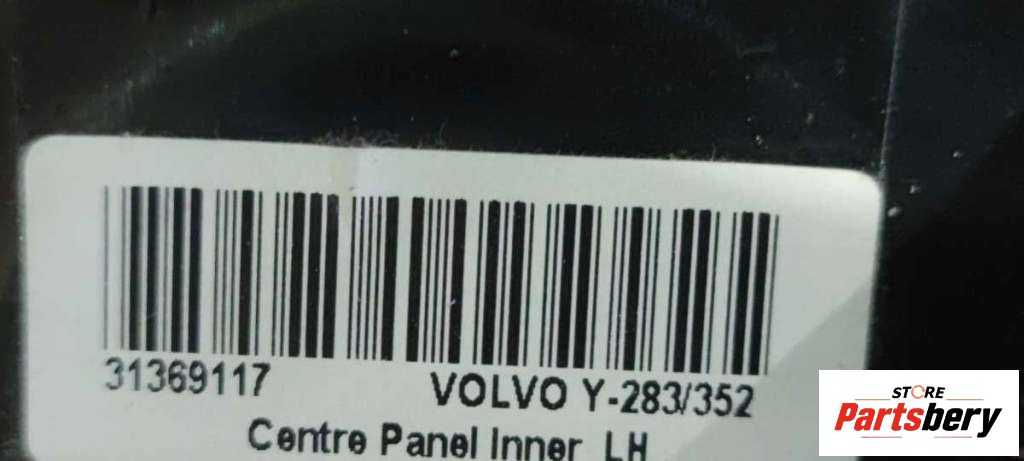 31369117 VOLVO Y-283/352
Centre Panel Inner LH
STORE
Partsbery